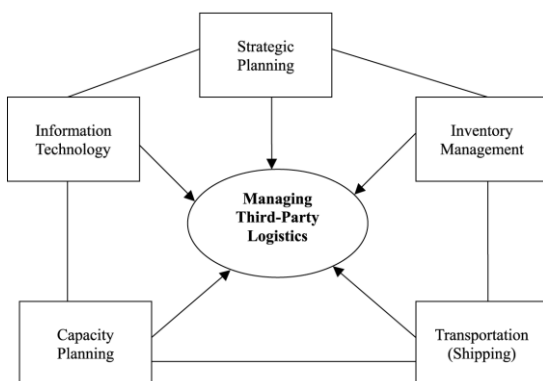 Strategic
Planning
Information
Technology
Inventory
Management
Managing
Third-Party
Logistics
Capacity
Planning
Transportation
(Shipping)